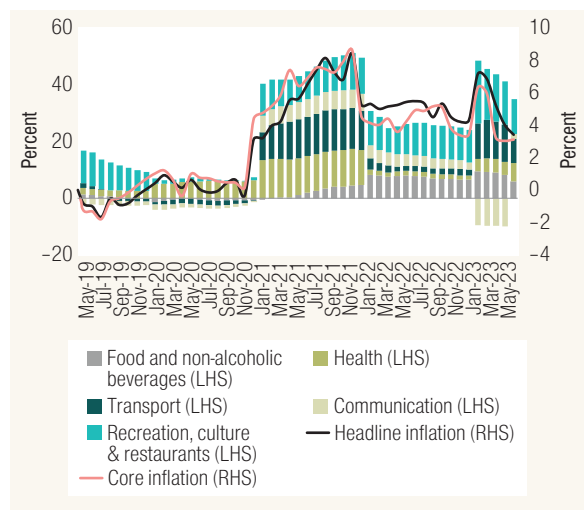 60
40
20
0
−20
Percent
10
8
6
4
2
0
−2
−4
Percent
May-19
Jul-19
Sep-19
Nov-19
Jan-20
Mar-20
May-20
Jul-20
Sep-20
Nov-20
Jan-21
Mar-21
May-21
Jul-21
Sep-21
Nov-21
Jan-22
Mar-22
May-22
Jul-22
Sep-22
Nov-22
Jan-23
Mar-23
May-23
Food and non-alcoholic
beverages (LHS)
Health (LHS)
Transport (LHS)
Communication (LHS)
Recreation, culture
& restaurants (LHS)
Headline inflation (RHS)
Core inflation (RHS)